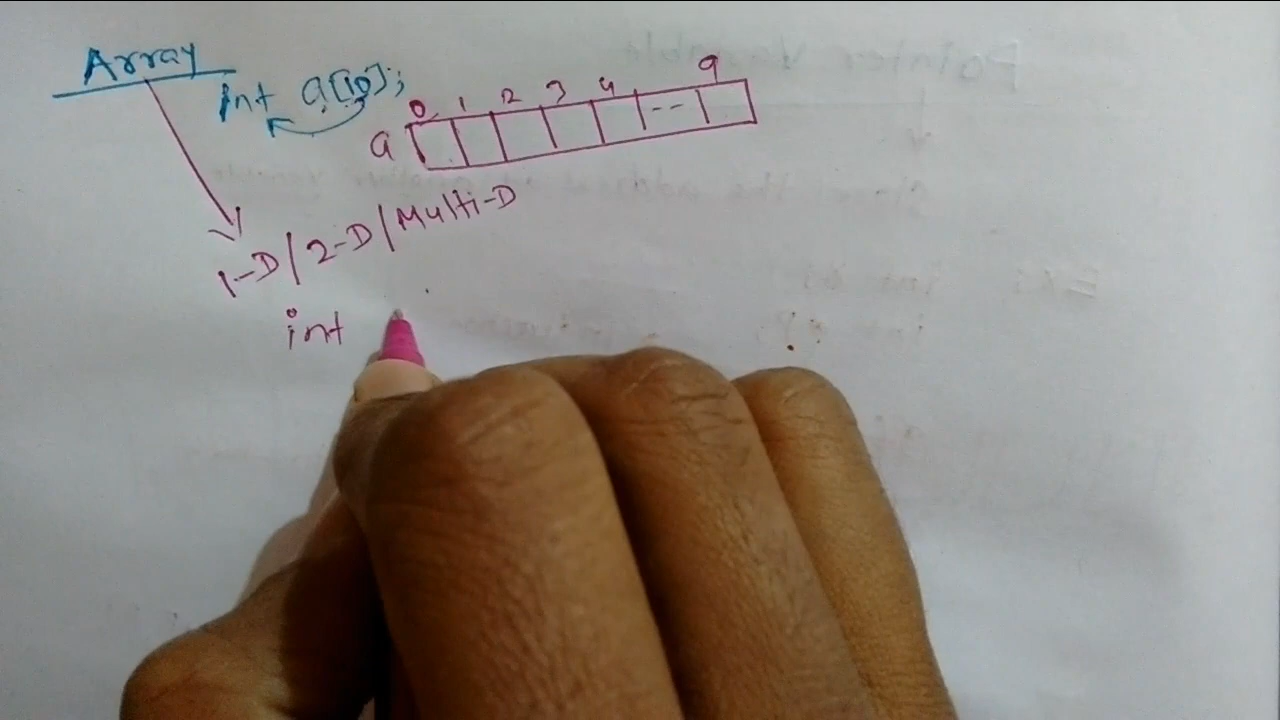 Array
int a[10];
0 1 2 3 4 -- 9
a
1-D/2-D/Multi-D
int